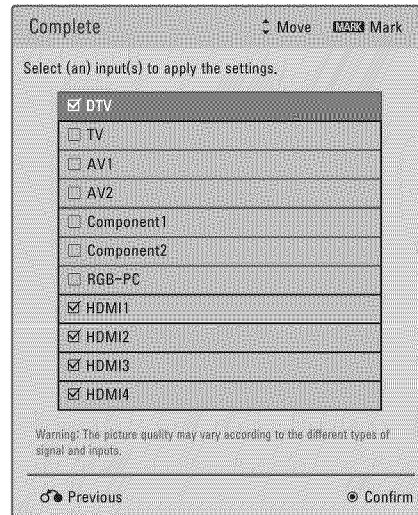 Complete Move MARK Mark
Select (an) input(s) to apply the settings.
DTV
TV
AV1
AV2
Component1
Component2
RGB-PC
HDMI1
HDMI2
HDMI3
HDMI4
Warning: The picture quality may vary according to the different types of
signal and inputs.
Previous Confirm